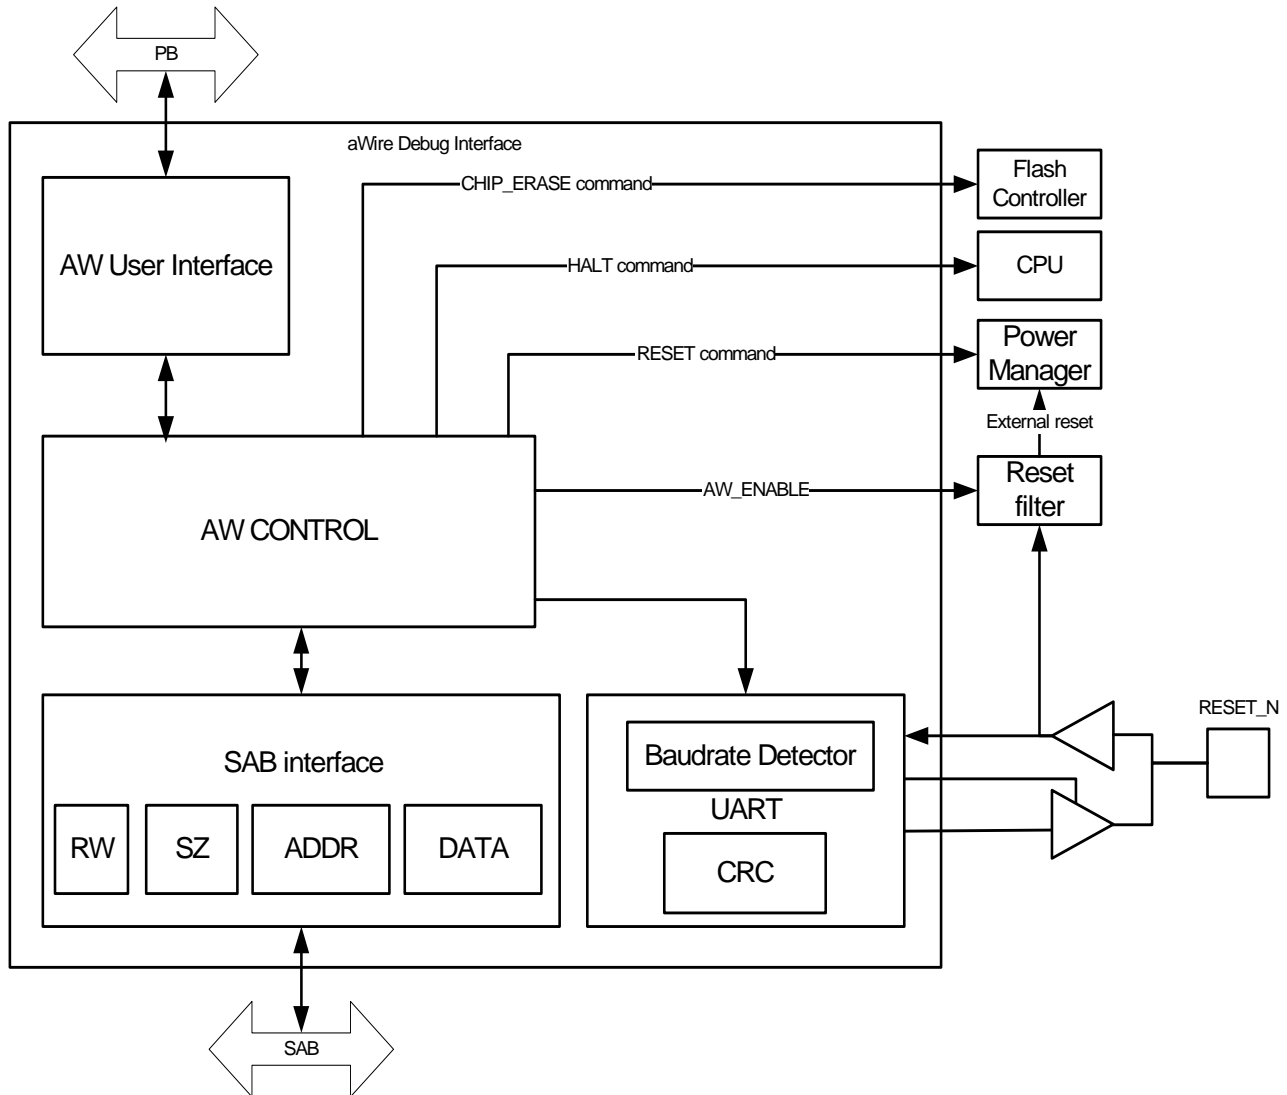 PB
aWire Debug Interface
CHIP_ERASE command
Flash
Controller
AW User Interface
HALT command
CPU
RESET command
Power
Manager
External reset
AW CONTROL
AW_ENABLE
Reset
filter
RESET_N
SAB interface
RW
SZ
ADDR
DATA
Baudrate Detector
UART
CRC
SAB